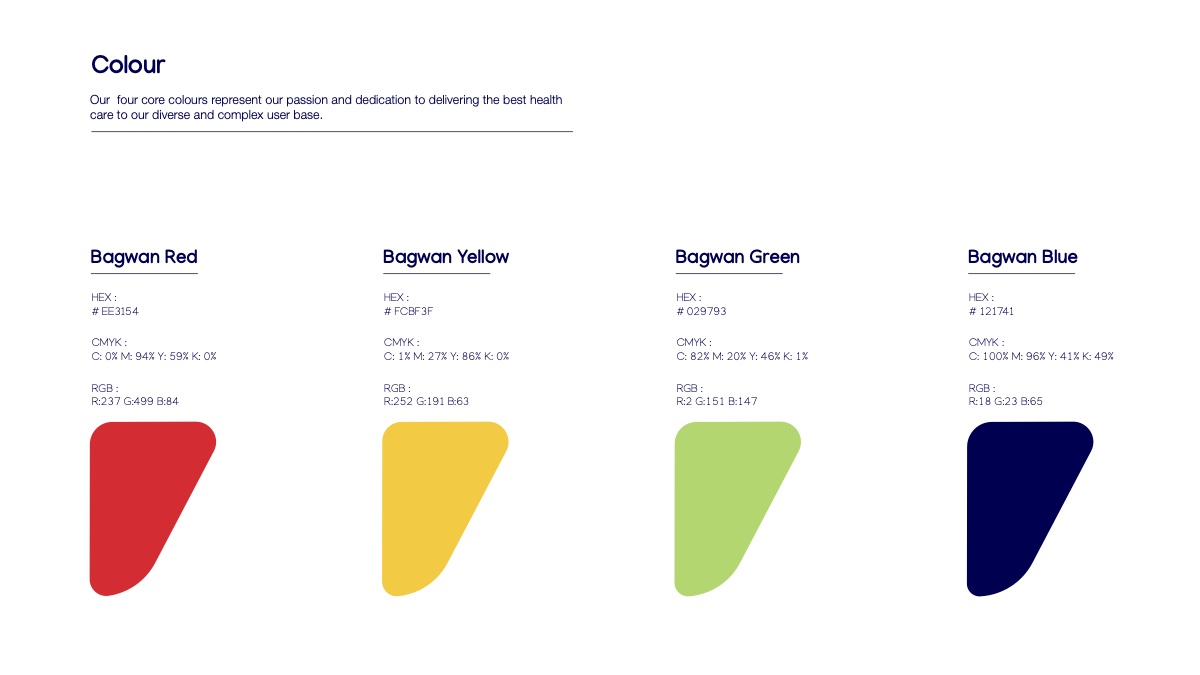 Colour
Our  four core colours represent our passion and dedication to delivering the best health
care to our diverse and complex user base.
Bagwan Red
HEX :
# EE3154
CMYK :
C: 0% M: 94% Y: 59% K: 0%
RGB :
R:237 G:499 B:84
Bagwan Yellow
HEX :
# FCBF3F
CMYK :
C: 1% M: 27% Y: 86% K: 0%
RGB :
R:252 G:191 B:63
Bagwan Green
HEX :
# 029793
CMYK :
C: 82% M: 20% Y: 46% K: 1%
RGB :
R:2 G:151 B:147
Bagwan Blue
HEX :
# 121741
CMYK :
C: 100% M: 96% Y: 41% K: 49%
RGB :
R:18 G:23 B:65